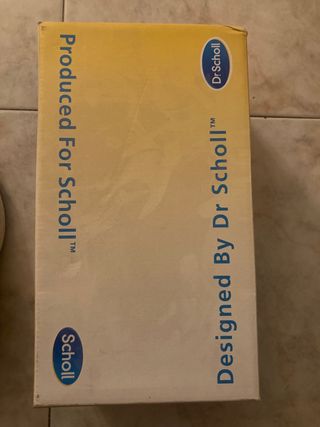 Dr Scholl
Designed By Dr Scholl™
Produced For Scholl™
Scholl